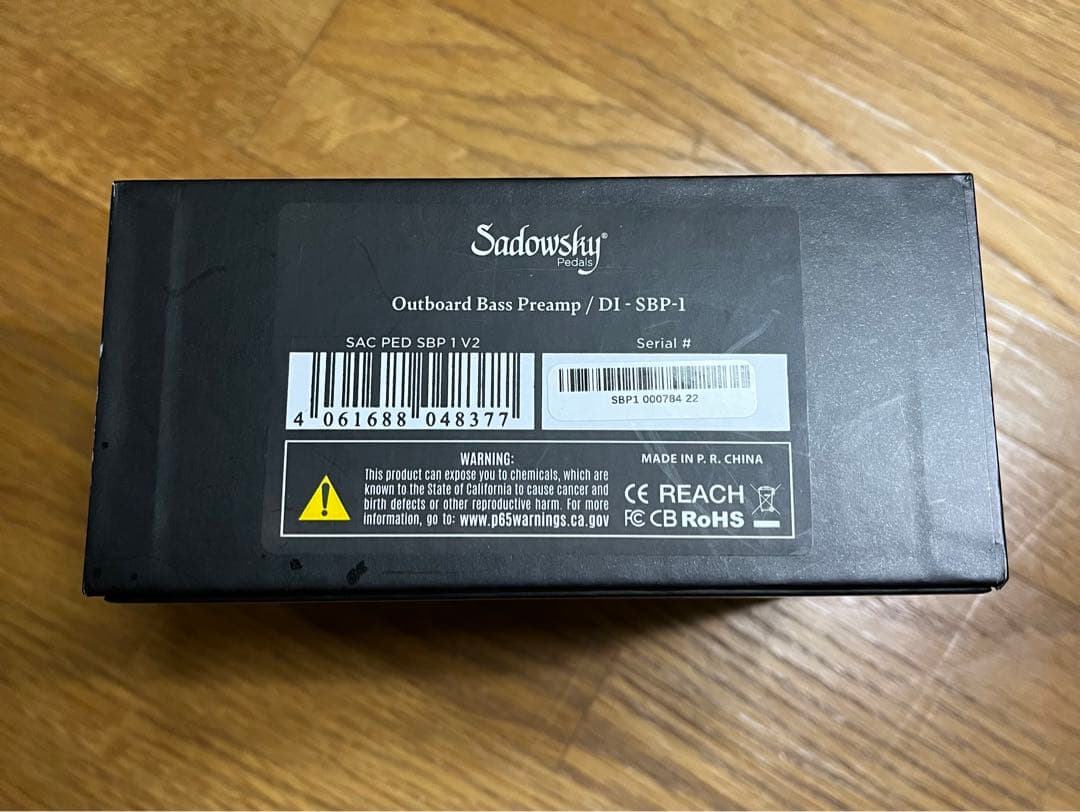 Sadowsky®
Pedals
Outboard Bass Preamp / DI - SBP-1
SAC PED SBP 1 V2
4 061688 048377
Serial #
SBP1 000784 22
WARNING:
This product can expose you to chemicals, which are
known to the State of California to cause cancer and
birth defects or other reproductive harm. For more
information, go to: www.p65warnings.ca.gov
MADE IN P. R. CHINA
CE REACH
FC CB RoHS